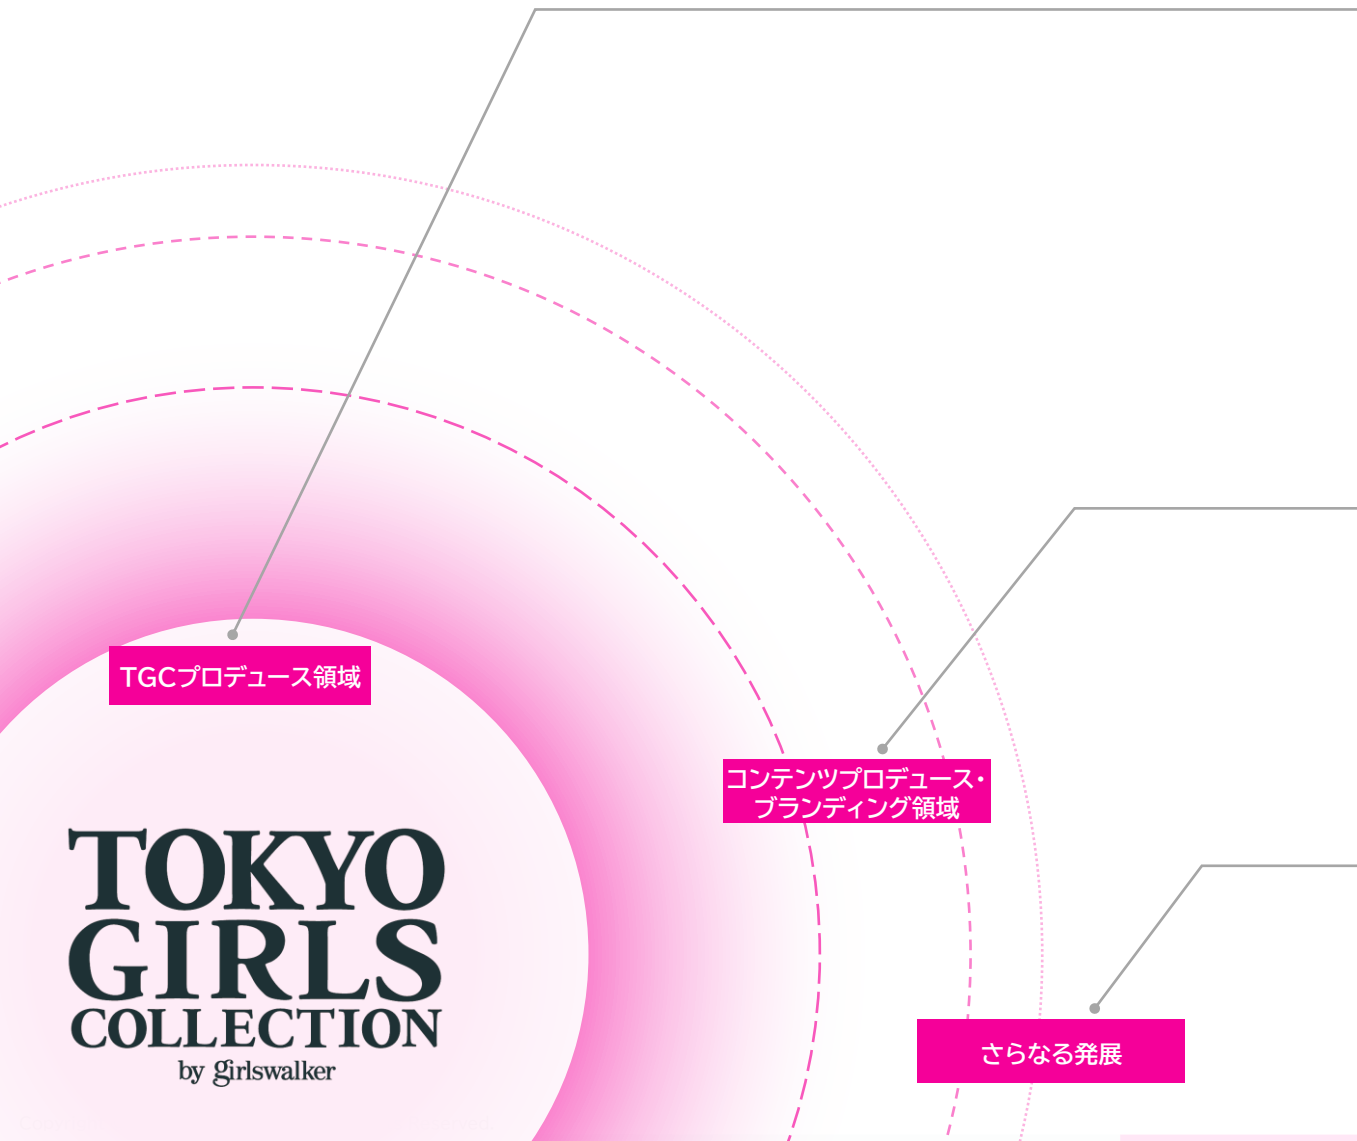 TGCプロデュース領域
コンテンツプロデュース・
ブランディング領域
TOKYO
GIRLS
COLLECTION
by girlswalker
さらなる発展